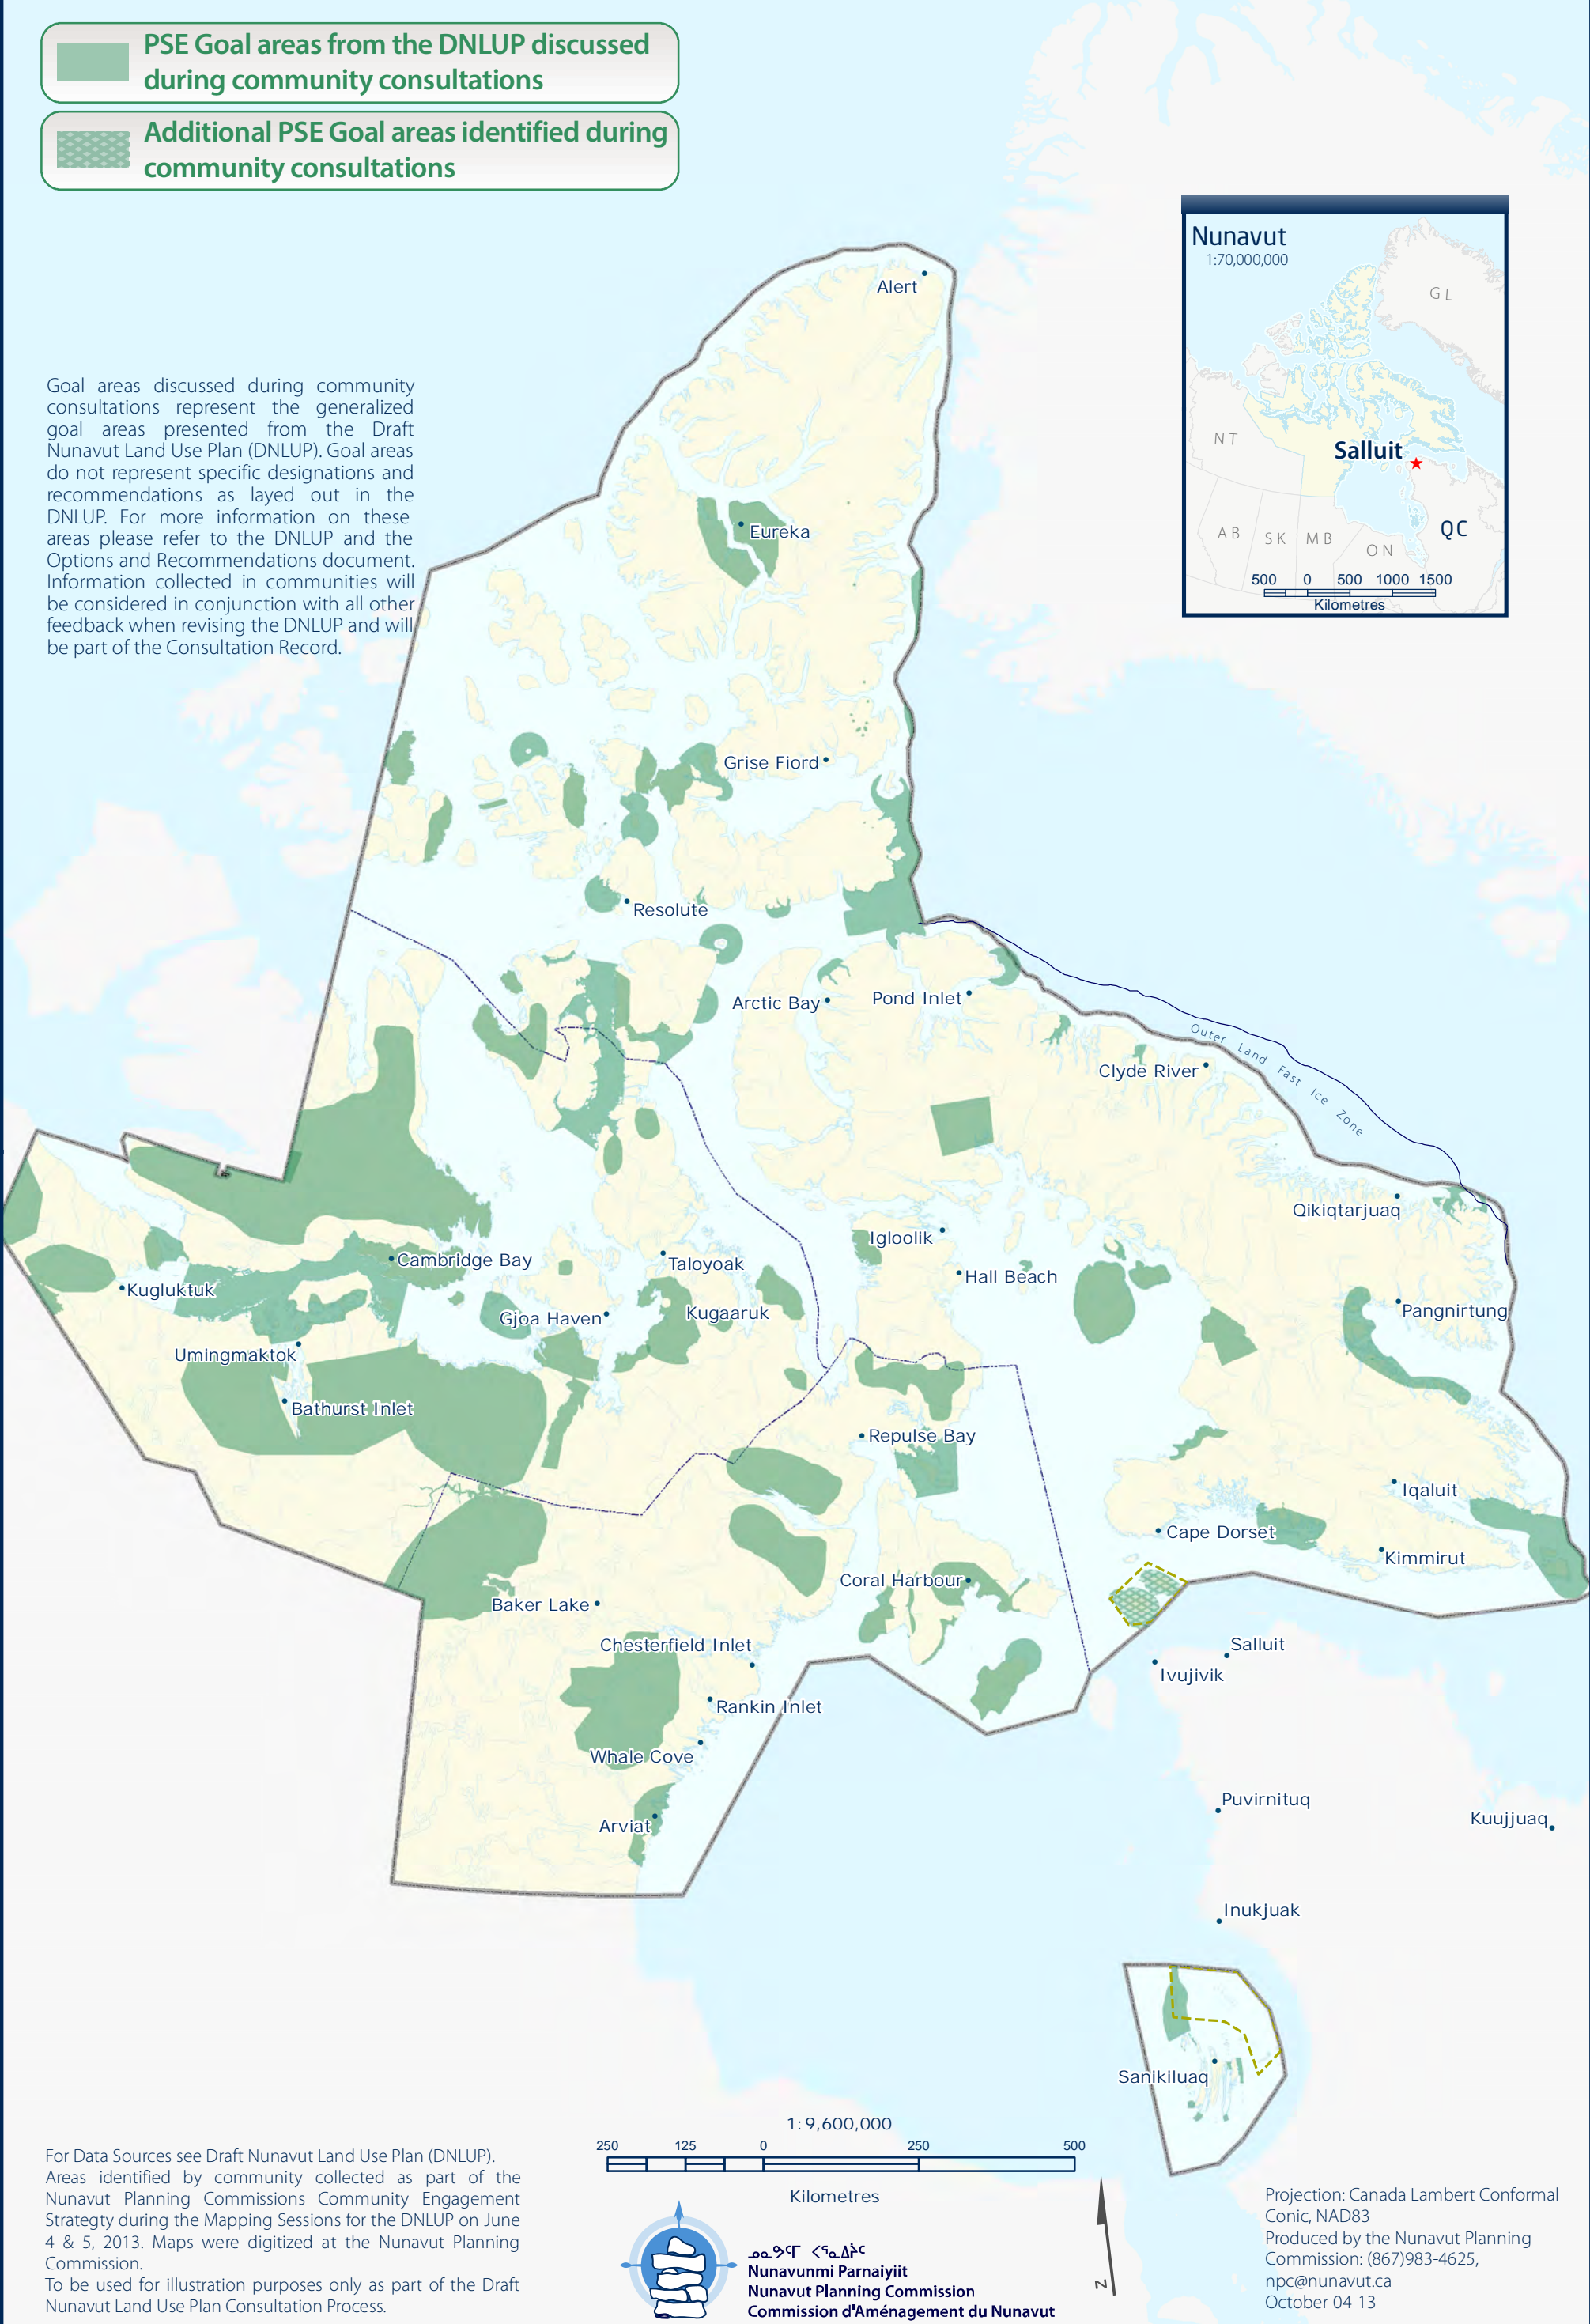 PSE Goal areas from the DNLUP discussed
during community consultations
Additional PSE Goal areas identified during
community consultations
Nunavut
1:70,000,000
GL
NT
Salluit
QC
AB
SK
MB
ON
500 0 500 1000 1500
Kilometres
Goal areas discussed during community
consultations represent the generalized
goal areas presented from the Draft
Nunavut Land Use Plan (DNLUP). Goal areas
do not represent specific designations and
recommendations as layed out in the
DNLUP. For more information on these
areas please refer to the DNLUP and the
Options and Recommendations document.
Information collected in communities will
be considered in conjunction with all other
feedback when revising the DNLUP and will
be part of the Consultation Record.
Alert
Eureka
Grise Fiord
Resolute
Arctic Bay
Pond Inlet
Outer Land Fast Ice Zone
Clyde River
Qikiqtarjuaq
Igloolik
Cambridge Bay
Taloyoak
Hall Beach
Kugluktuk
Gjoa Haven
Kugaaruk
Pangnirtung
Umingmaktok
Bathurst Inlet
Repulse Bay
Iqaluit
Cape Dorset
Kimmirut
Coral Harbour
Baker Lake
Chesterfield Inlet
Salluit
Ivujivik
Rankin Inlet
Whale Cove
Puvirnituq
Kuujjuaq
Arviat
Inukjuak
Sanikiluaq
For Data Sources see Draft Nunavut Land Use Plan (DNLUP).
Areas identified by community collected as part of the
Nunavut Planning Commissions Community Engagement
Strategty during the Mapping Sessions for the DNLUP on June
4 & 5, 2013. Maps were digitized at the Nunavut Planning
Commission.
To be used for illustration purposes only as part of the Draft
Nunavut Land Use Plan Consultation Process.
1:9,600,000
250 125 0 250 500
Kilometres
ᓄᓇᕗᒻᒥ ᐸᕐᓇᐃᔨᑦ
Nunavunmi Parnaiyiit
Nunavut Planning Commission
Commission d'Aménagement du Nunavut
N
Projection: Canada Lambert Conformal
Conic, NAD83
Produced by the Nunavut Planning
Commission: (867)983-4625,
npc@nunavut.ca
October-04-13